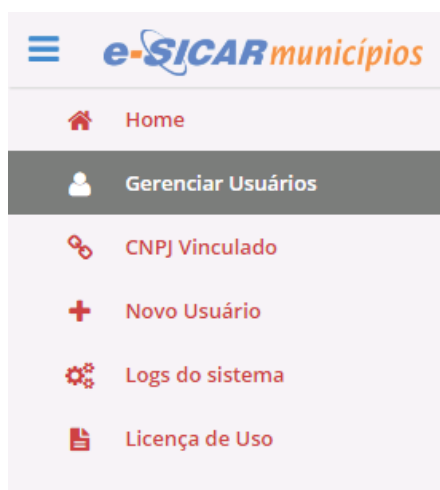 e-SICAR municípios
Home
Gerenciar Usuários
CNPJ Vinculado
Novo Usuário
Logs do sistema
Licença de Uso